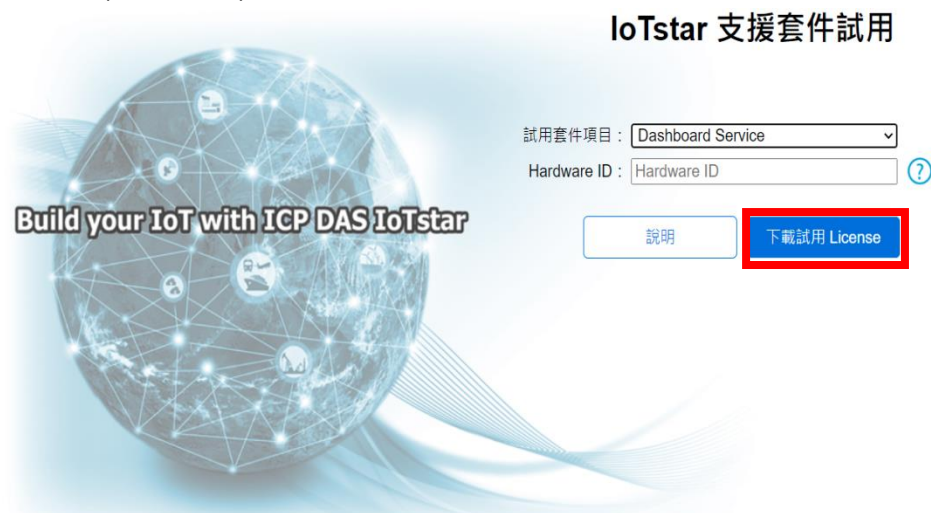 IoTstar 支援套件試用
試用套件項目： Dashboard Service
Hardware ID： Hardware ID
?
Build your IoT with ICP DAS IoTstar
說明 下載試用 License